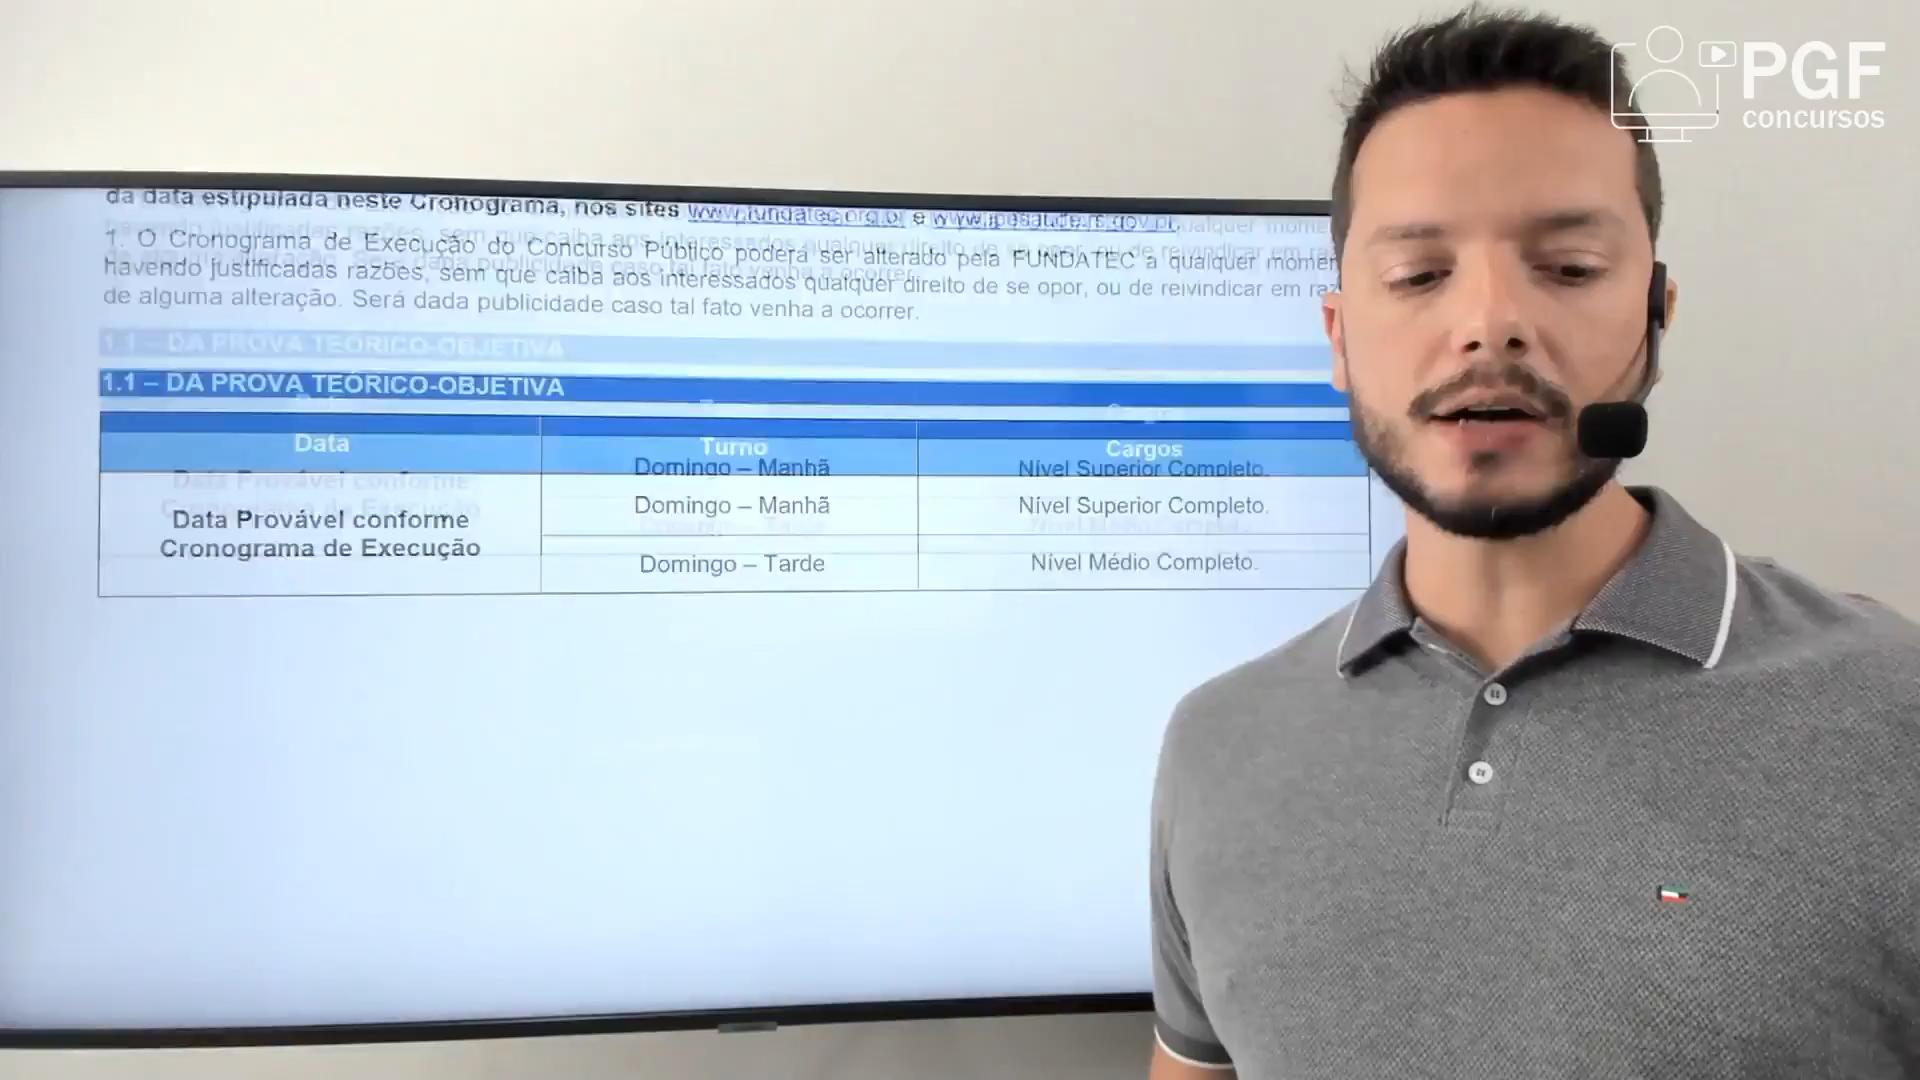 PGF
concursos
da data estipulada neste Cronograma, nos sites www.fundatec.org.br e www.ipesaude.rs.gov.br.
1. O Cronograma de Execução do Concurso Público poderá ser alterado pela FUNDATEC a qualquer momen
havendo justificadas razões, sem que caiba aos interessados qualquer direito de se opor, ou de reivindicar em raz
de alguma alteração. Será dada publicidade caso tal fato venha a ocorrer.
1.1 – DA PROVA TEÓRICO-OBJETIVA
Data Turno Cargos
Data Provável conforme
Cronograma de Execução
Domingo – Manhã Nível Superior Completo.
Domingo – Tarde Nível Médio Completo.